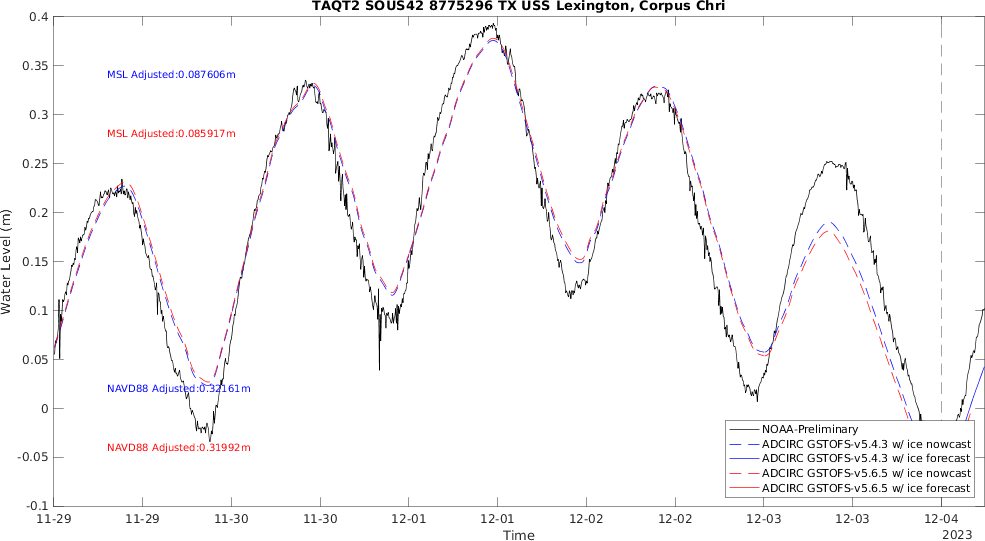 TAQT2 SOUS42 8775296 TX USS Lexington, Corpus Chri
0.4
0.35
0.3
0.25
0.2
0.15
0.1
0.05
0
-0.05
-0.1
Water Level (m)
MSL Adjusted:0.087606m
MSL Adjusted:0.085917m
NAVD88 Adjusted:0.32161m
NAVD88 Adjusted:0.31992m
NOAA-Preliminary
ADCIRC GSTOFS-v5.4.3 w/ ice nowcast
ADCIRC GSTOFS-v5.4.3 w/ ice forecast
ADCIRC GSTOFS-v5.6.5 w/ ice nowcast
ADCIRC GSTOFS-v5.6.5 w/ ice forecast
11-29 11-29 11-30 11-30 12-01 12-01 12-02 12-02 12-03 12-03 12-04
2023
Time